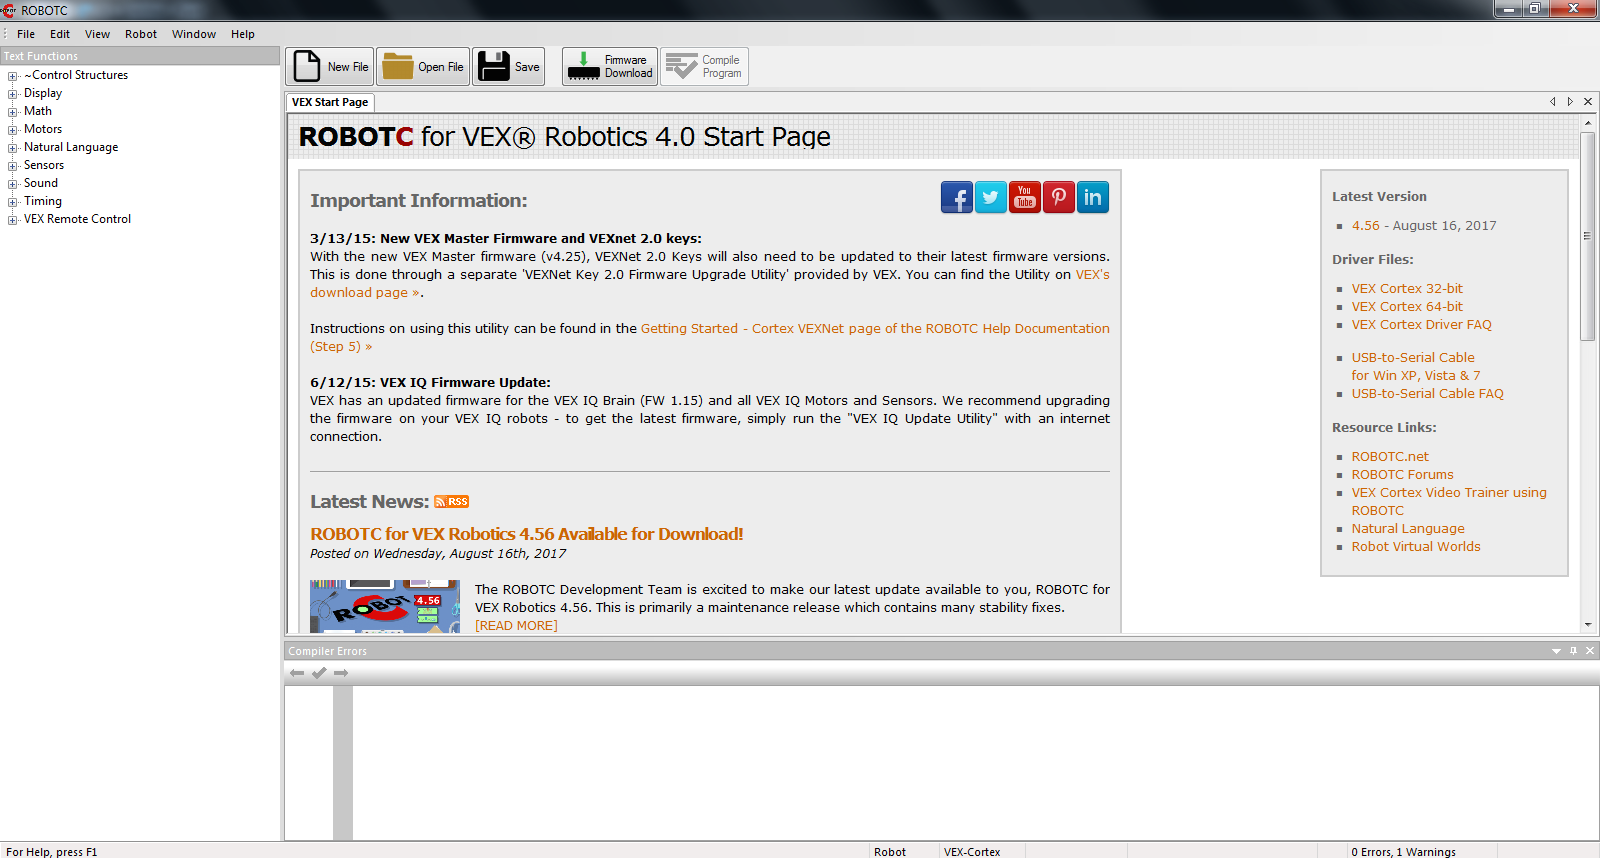 ROBOTC
File Edit View Robot Window Help
Text Functions
~Control Structures
Display
Math
Motors
Natural Language
Sensors
Sound
Timing
VEX Remote Control
New File Open File Save Firmware Download Compile Program
VEX Start Page
ROBOTC for VEX® Robotics 4.0 Start Page
Important Information:
You Tube
in
3/13/15: New VEX Master Firmware and VEXnet 2.0 keys:
With the new VEX Master firmware (v4.25), VEXNet 2.0 Keys will also need to be updated to their latest firmware versions.
This is done through a separate 'VEXNet Key 2.0 Firmware Upgrade Utility' provided by VEX. You can find the Utility on VEX's
download page ».
Instructions on using this utility can be found in the Getting Started - Cortex VEXNet page of the ROBOTC Help Documentation
(Step 5) »
6/12/15: VEX IQ Firmware Update:
VEX has an updated firmware for the VEX IQ Brain (FW 1.15) and all VEX IQ Motors and Sensors. We recommend upgrading
the firmware on your VEX IQ robots - to get the latest firmware, simply run the "VEX IQ Update Utility" with an internet
connection.
Latest News: RSS
ROBOTC for VEX Robotics 4.56 Available for Download!
Posted on Wednesday, August 16th, 2017
ROBOT 4.56
The ROBOTC Development Team is excited to make our latest update available to you, ROBOTC for
VEX Robotics 4.56. This is primarily a maintenance release which contains many stability fixes.
[READ MORE]
Latest Version
4.56 - August 16, 2017
Driver Files:
VEX Cortex 32-bit
VEX Cortex 64-bit
VEX Cortex Driver FAQ
USB-to-Serial Cable
for Win XP, Vista & 7
USB-to-Serial Cable FAQ
Resource Links:
ROBOTC.net
ROBOTC Forums
VEX Cortex Video Trainer using
ROBOTC
Natural Language
Robot Virtual Worlds
Compiler Errors
For Help, press F1 Robot VEX-Cortex 0 Errors, 1 Warnings